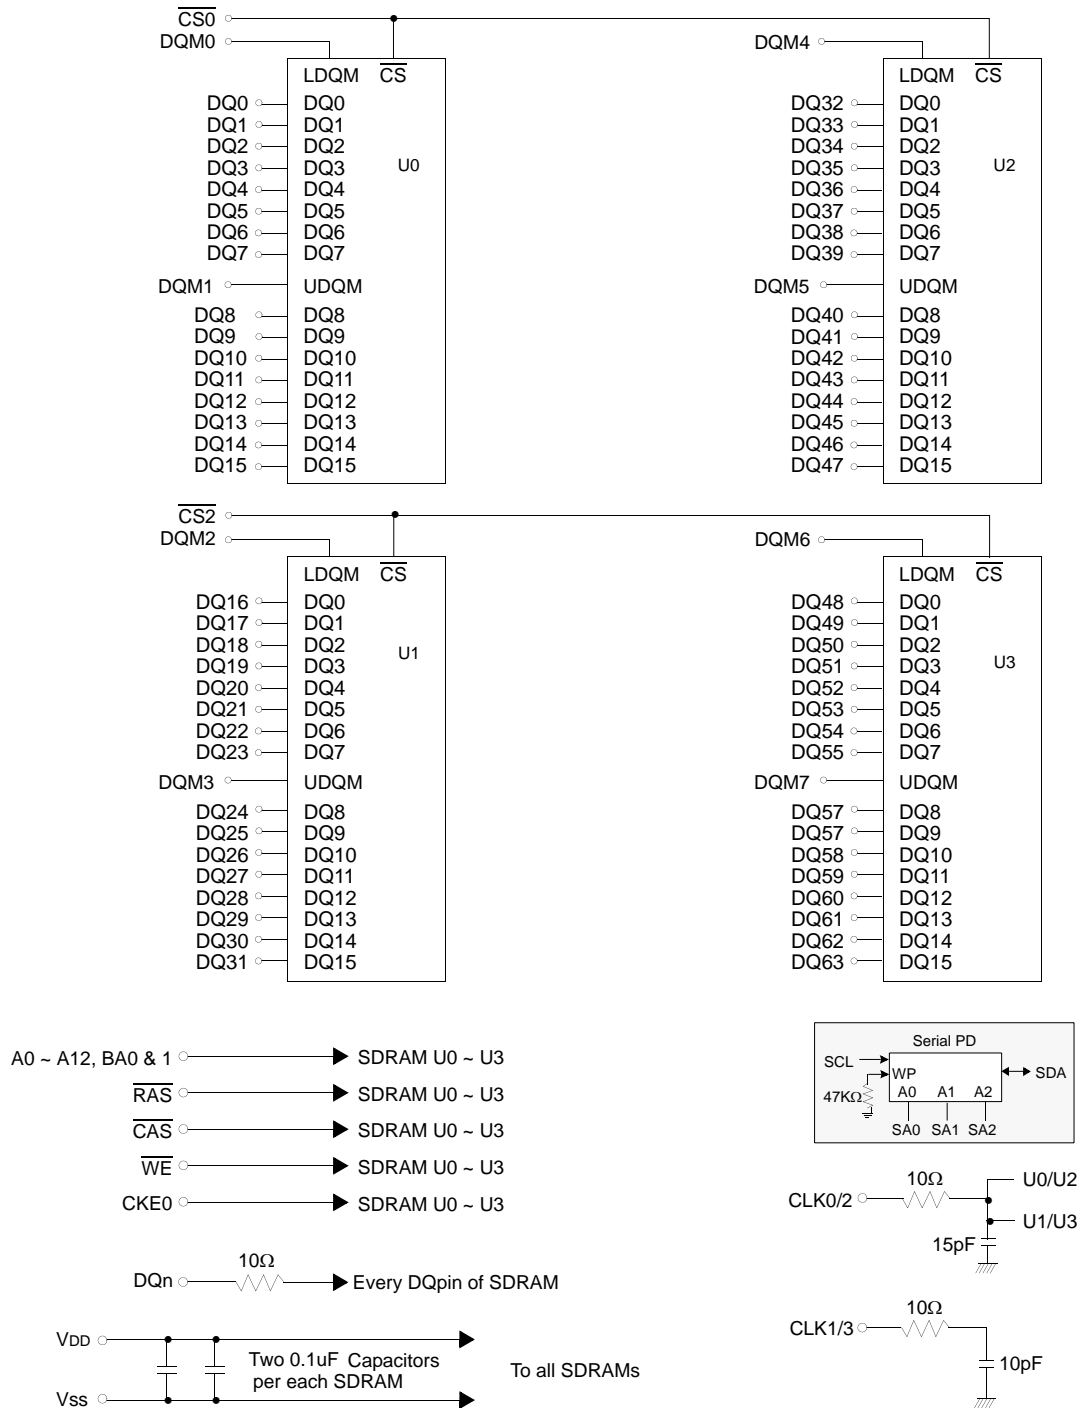 CS0
DQM0
DQM4
LDQM CS
LDQM CS
DQ0 DQ0
DQ1 DQ1
DQ2 DQ2
DQ3 DQ3
DQ4 DQ4
DQ5 DQ5
DQ6 DQ6
DQ7 DQ7
U0
DQM1 UDQM
DQ8 DQ8
DQ9 DQ9
DQ10 DQ10
DQ11 DQ11
DQ12 DQ12
DQ13 DQ13
DQ14 DQ14
DQ15 DQ15
DQ32 DQ0
DQ33 DQ1
DQ34 DQ2
DQ35 DQ3
DQ36 DQ4
DQ37 DQ5
DQ38 DQ6
DQ39 DQ7
U2
DQM5 UDQM
DQ40 DQ8
DQ41 DQ9
DQ42 DQ10
DQ43 DQ11
DQ44 DQ12
DQ45 DQ13
DQ46 DQ14
DQ47 DQ15
CS2
DQM2
DQM6
LDQM CS
LDQM CS
DQ16 DQ0
DQ17 DQ1
DQ18 DQ2
DQ19 DQ3
DQ20 DQ4
DQ21 DQ5
DQ22 DQ6
DQ23 DQ7
U1
DQM3 UDQM
DQ24 DQ8
DQ25 DQ9
DQ26 DQ10
DQ27 DQ11
DQ28 DQ12
DQ29 DQ13
DQ30 DQ14
DQ31 DQ15
DQ48 DQ0
DQ49 DQ1
DQ50 DQ2
DQ51 DQ3
DQ52 DQ4
DQ53 DQ5
DQ54 DQ6
DQ55 DQ7
U3
DQM7 UDQM
DQ57 DQ8
DQ57 DQ9
DQ58 DQ10
DQ59 DQ11
DQ60 DQ12
DQ61 DQ13
DQ62 DQ14
DQ63 DQ15
A0 ~ A12, BA0 & 1 SDRAM U0 ~ U3
RAS SDRAM U0 ~ U3
CAS SDRAM U0 ~ U3
WE SDRAM U0 ~ U3
CKE0 SDRAM U0 ~ U3
Serial PD
SCL
WP
SDA
47KΩ
A0 A1 A2
SA0 SA1 SA2
10Ω
CLK0/2
U0/U2
U1/U3
15pF
10Ω
DQn Every DQpin of SDRAM
10Ω
CLK1/3
10pF
VDD
Two 0.1uF Capacitors
per each SDRAM
To all SDRAMs
Vss